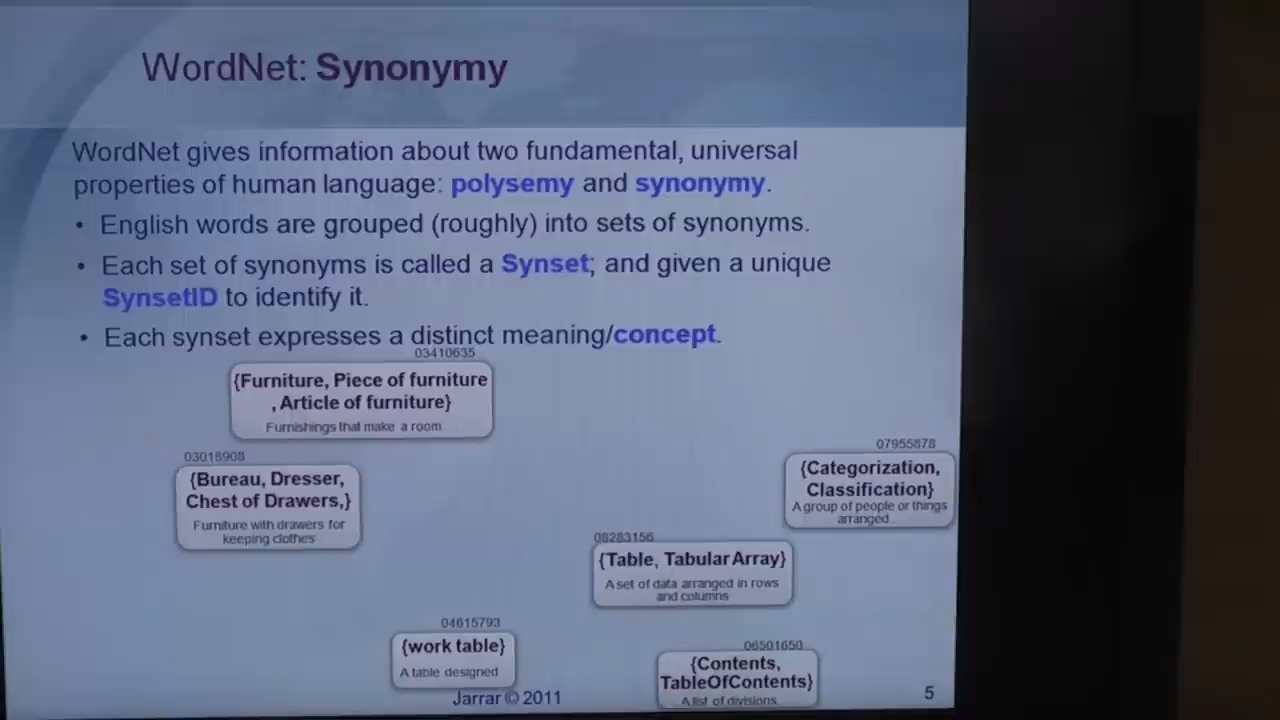 WordNet: Synonymy
WordNet gives information about two fundamental, universal
properties of human language: polysemy and synonymy.
• English words are grouped (roughly) into sets of synonyms.
• Each set of synonyms is called a Synset; and given a unique
SynsetID to identify it.
• Each synset expresses a distinct meaning/concept.
03410635
{Furniture, Piece of furniture
, Article of furniture}
Furnishings that make a room
03018908
{Bureau, Dresser,
Chest of Drawers,}
Furniture with drawers for
keeping clothes
07955878
{Categorization,
Classification}
A group of people or things
arranged..
08283156
{Table, Tabular Array}
A set of data arranged in rows
and columns
04615793
{work table}
A table designed
06501650
{Contents,
TableOfContents}
A list of divisions
Jarrar © 2011
5